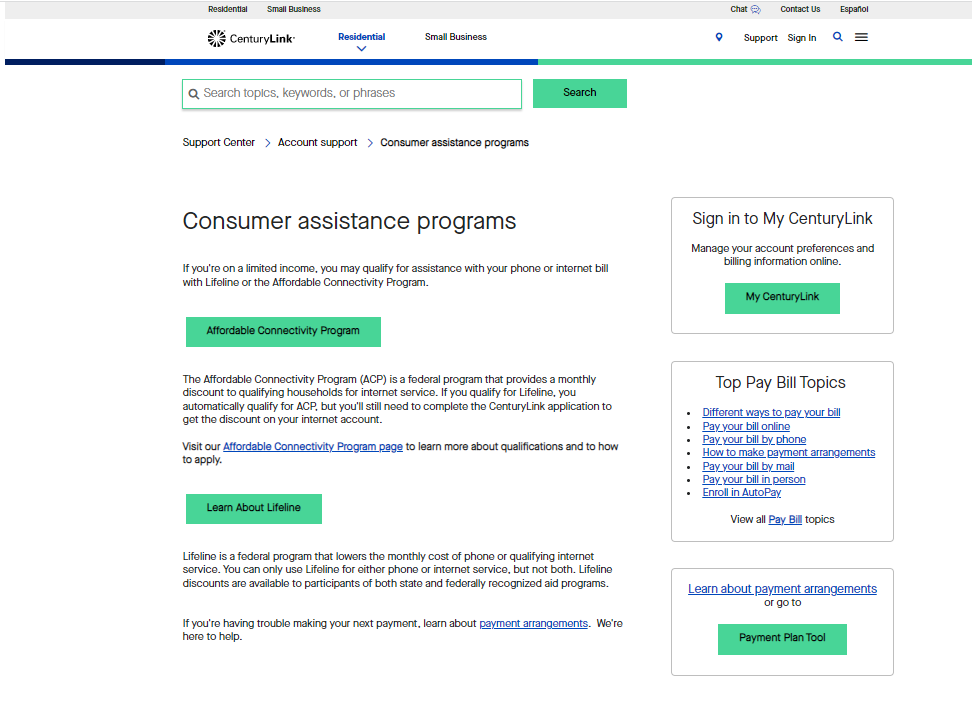 Residential Small Business Chat Contact Us Español
CenturyLink Residential Small Business Support Sign In
Search topics, keywords, or phrases Search
Support Center > Account support > Consumer assistance programs
Consumer assistance programs
If you're on a limited income, you may qualify for assistance with your phone or internet bill
with Lifeline or the Affordable Connectivity Program.
Affordable Connectivity Program
The Affordable Connectivity Program (ACP) is a federal program that provides a monthly
discount to qualifying households for internet service. If you qualify for Lifeline, you
automatically qualify for ACP, but you'll still need to complete the CenturyLink application to
get the discount on your internet account.
Visit our Affordable Connectivity Program page to learn more about qualifications and to how
to apply.
Learn About Lifeline
Lifeline is a federal program that lowers the monthly cost of phone or qualifying internet
service. You can only use Lifeline for either phone or internet service, but not both. Lifeline
discounts are available to participants of both state and federally recognized aid programs.
If you're having trouble making your next payment, learn about payment arrangements. We're
here to help.
Sign in to My CenturyLink
Manage your account preferences and
billing information online.
My CenturyLink
Top Pay Bill Topics
• Different ways to pay your bill
• Pay your bill online
• Pay your bill by phone
• How to make payment arrangements
• Pay your bill by mail
• Pay your bill in person
• Enroll in AutoPay
View all Pay Bill topics
Learn about payment arrangements
or go to
Payment Plan Tool